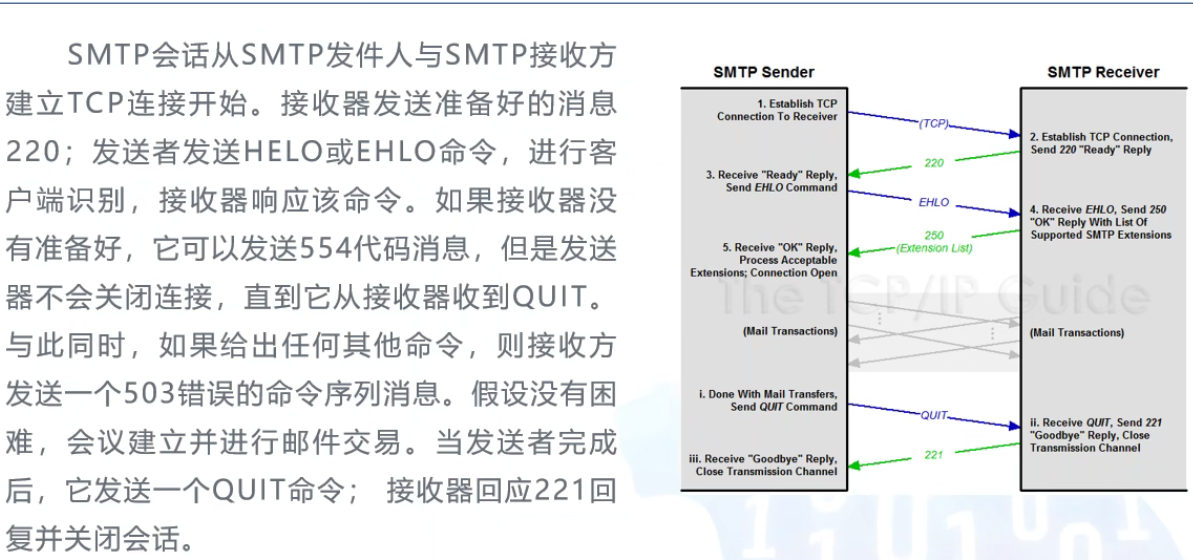 SMTP会话从SMTP发件人与SMTP接收方
建立TCP连接开始。接收器发送准备好的消息
220；发送者发送HELO或EHLO命令，进行客
户端识别，接收器响应该命令。如果接收器没
有准备好，它可以发送554代码消息，但是发送
器不会关闭连接，直到它从接收器收到QUIT。
与此同时，如果给出任何其他命令，则接收方
发送一个503错误的命令序列消息。假设没有困
难，会议建立并进行邮件交易。当发送者完成
后，它发送一个QUIT命令； 接收器回应221回
复并关闭会话。
SMTP Sender
SMTP Receiver
1. Establish TCP
Connection To Receiver
(TCP)
2. Establish TCP Connection,
Send 220 "Ready" Reply
220
3. Receive "Ready" Reply,
Send EHLO Command
EHLO
4. Receive EHLO, Send 250
"OK" Reply With List Of
Supported SMTP Extensions
250
(Extension List)
5. Receive "OK" Reply,
Process Acceptable
Extensions; Connection Open
The TCP/IP Guide
(Mail Transactions)
(Mail Transactions)
i. Done With Mail Transfers,
Send QUIT Command
QUIT
ii. Receive QUIT, Send 221
"Goodbye" Reply, Close
Transmission Channel
221
iii. Receive "Goodbye" Reply,
Close Transmission Channel